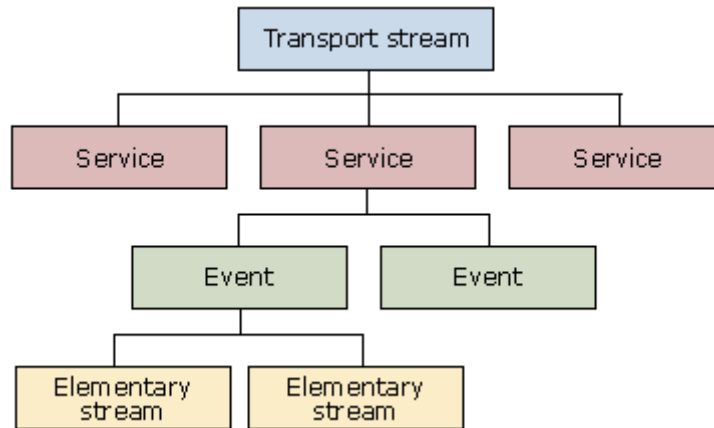 Transport stream
Service
Service
Service
Event
Event
Elementary
stream
Elementary
stream